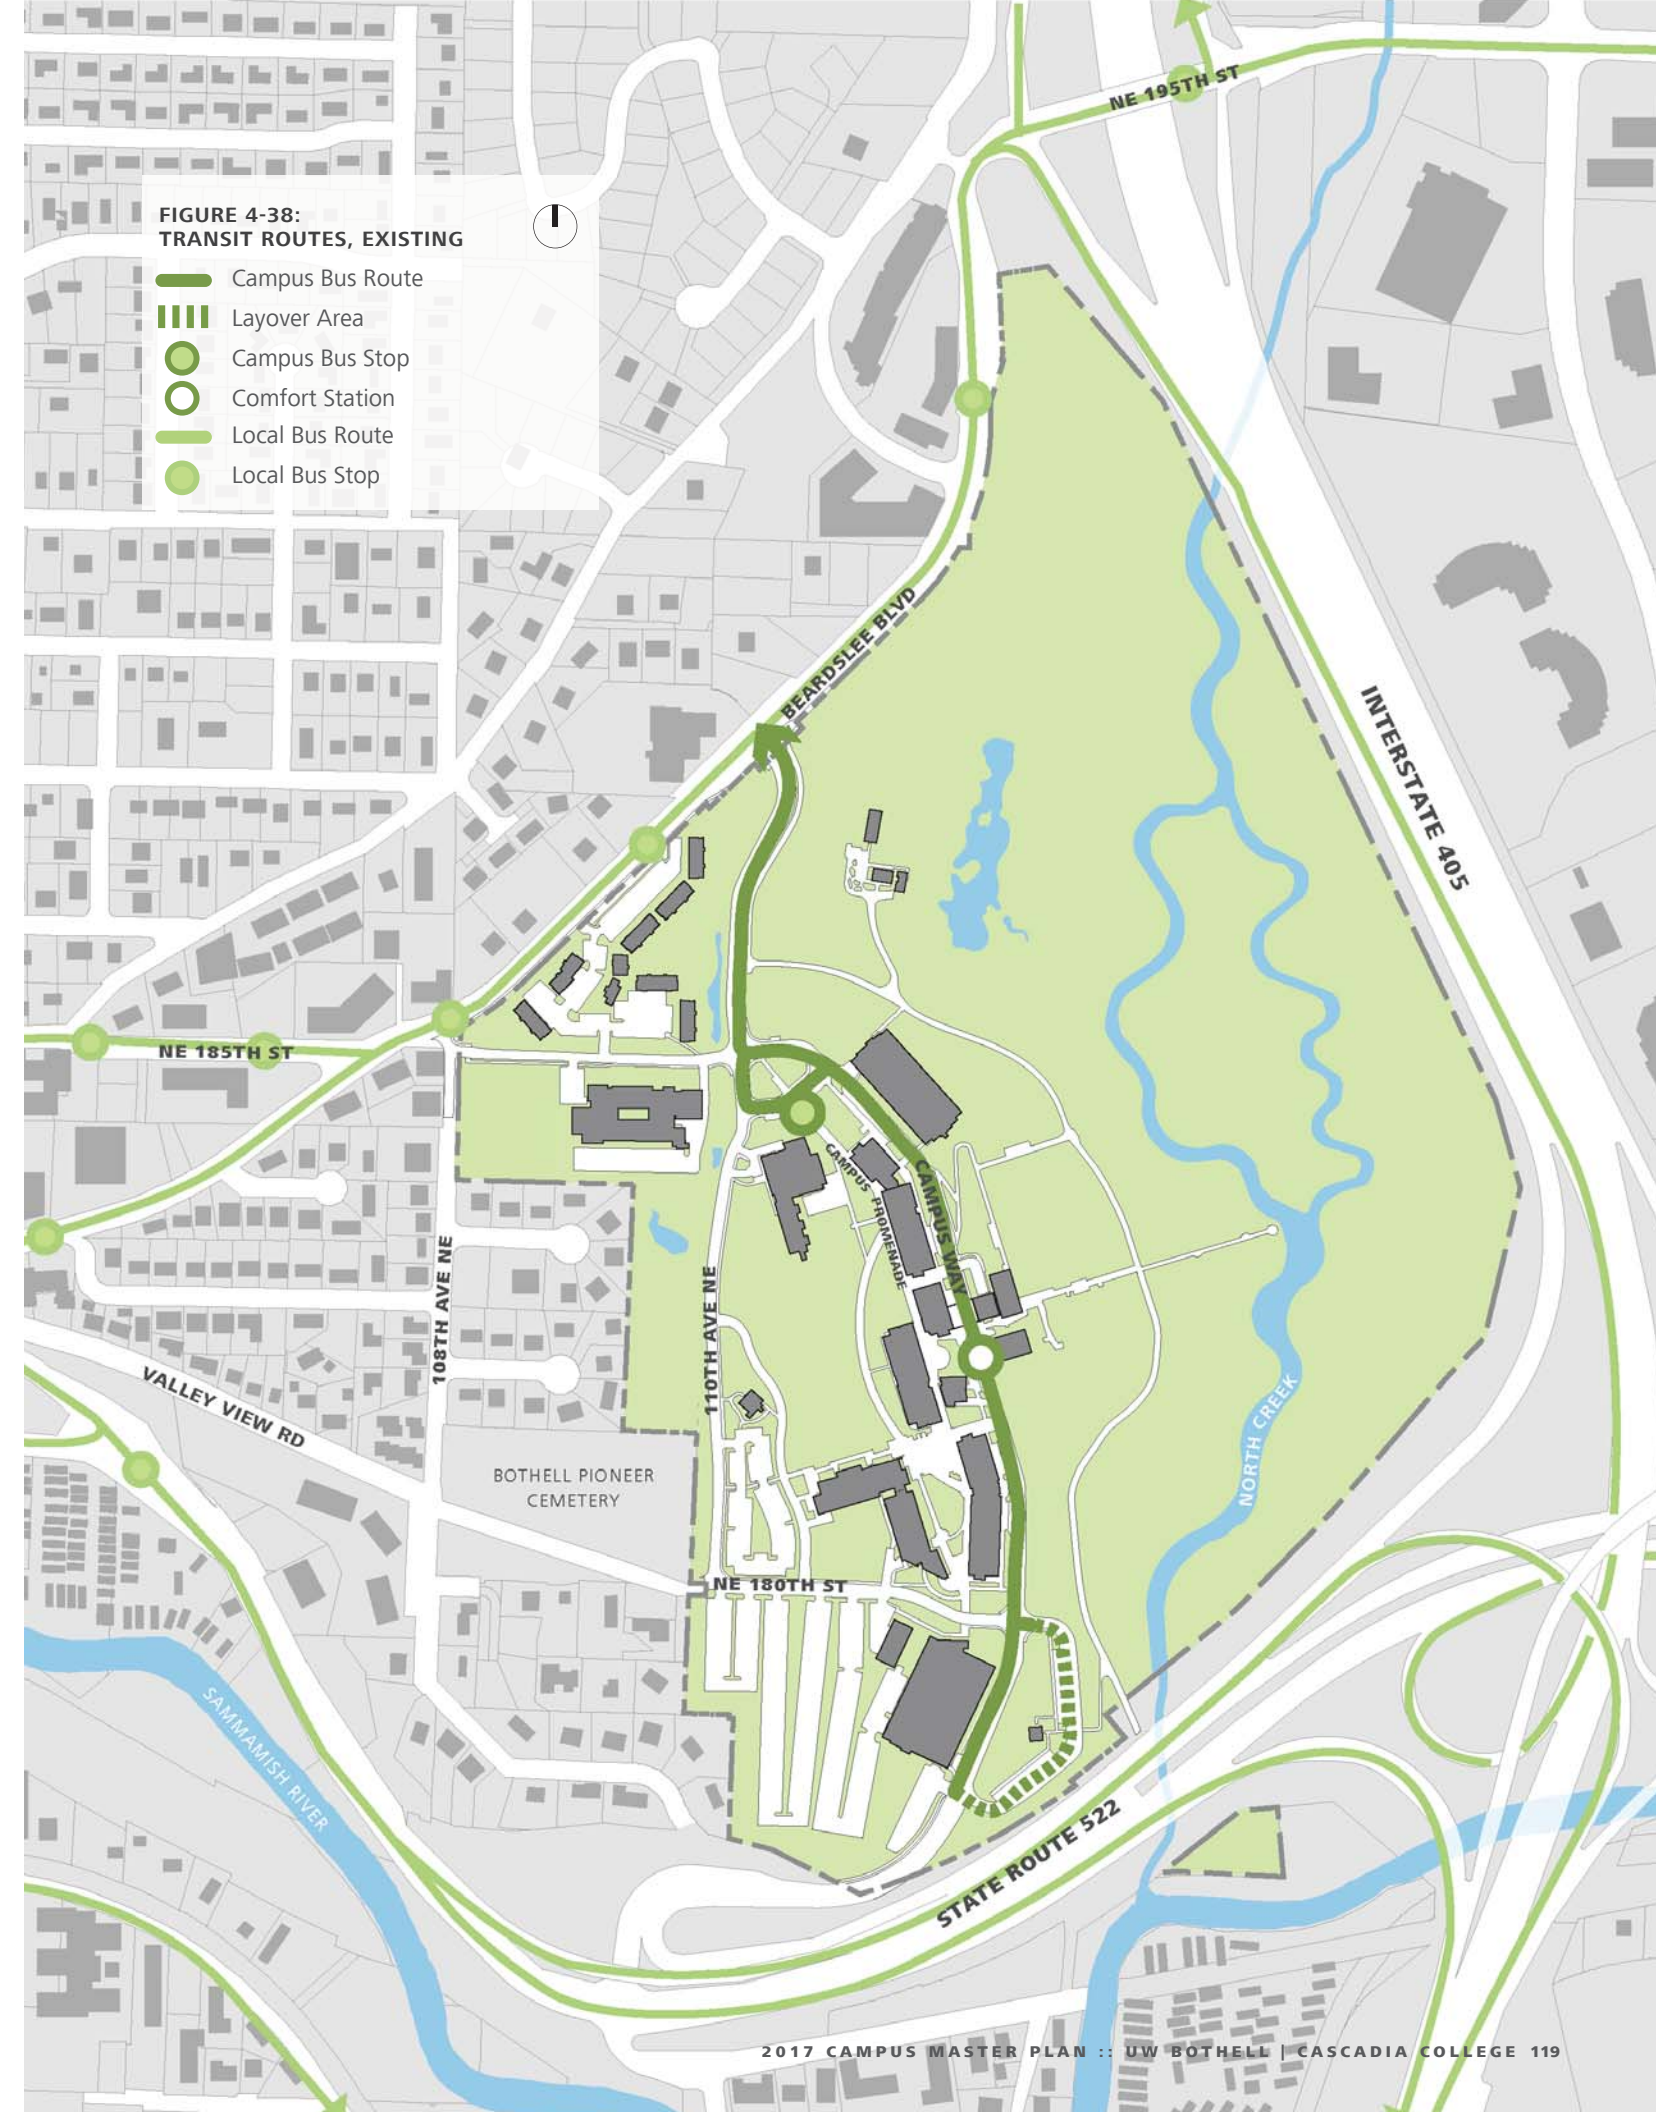 NE 195TH ST
FIGURE 4-38:
TRANSIT ROUTES, EXISTING
Campus Bus Route
Layover Area
Campus Bus Stop
Comfort Station
Local Bus Route
Local Bus Stop
BEARDSLEE BLVD
INTERSTATE 405
NE 185TH ST
CAMPUS PROMENADE
CAMPUS WAY
108TH AVE NE
110TH AVE NE
VALLEY VIEW RD
NORTH CREEK
BOTHELL PIONEER
CEMETERY
NE 180TH ST
SAMMAMISH RIVER
STATE ROUTE 522
2017 CAMPUS MASTER PLAN :: UW BOTHELL | CASCADIA COLLEGE 119